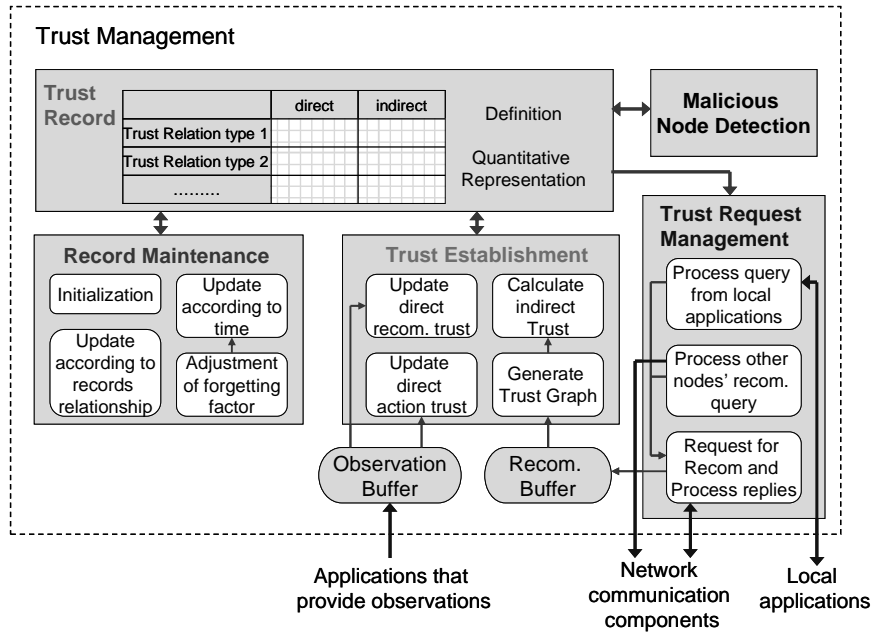 Trust Management
Trust
Record
direct
indirect
Trust Relation type 1
Trust Relation type 2
.........
Definition
Quantitative
Representation
Malicious
Node Detection
Record Maintenance
Initialization
Update
according to
time
Update
according to
records
relationship
Adjustment
of forgetting
factor
Trust Establishment
Update
direct
recom. trust
Calculate
indirect
Trust
Update
direct
action trust
Generate
Trust Graph
Trust Request
Management
Process query
from local
applications
Process other
nodes' recom.
query
Request for
Recom and
Process replies
Observation
Buffer
Recom.
Buffer
Applications that
provide observations
Network
communication
components
Local
applications